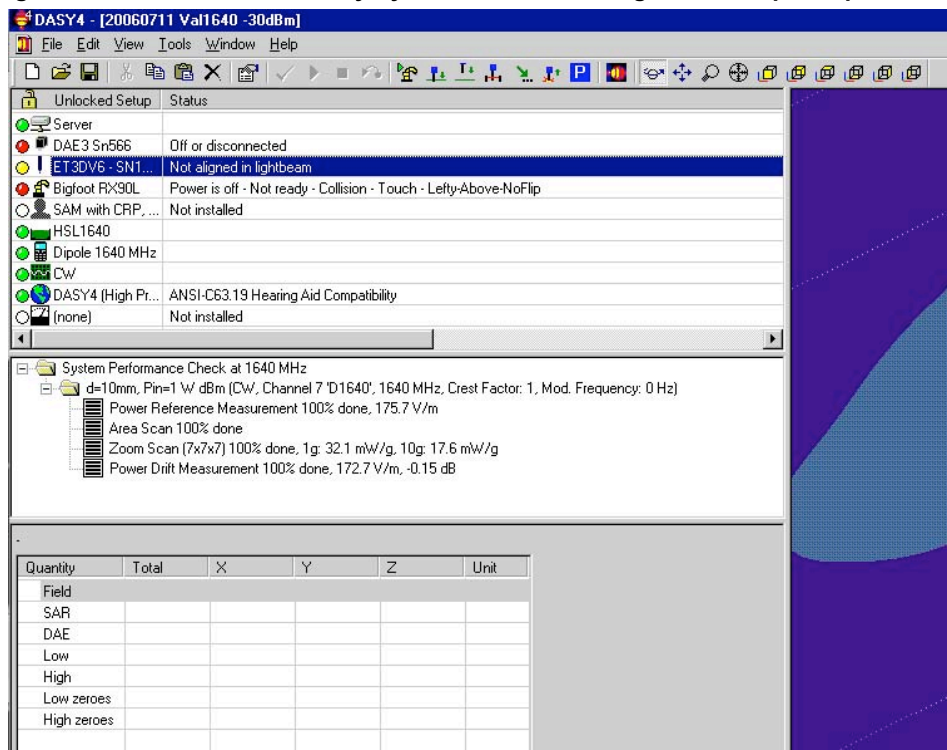 DASY4 - [20060711 Val1640 -30dBm]
File Edit View Tools Window Help
Unlocked Setup Status
Server
DAE3 Sn566 Off or disconnected
ET3DV6 - SN1... Not aligned in lightbeam
Bigfoot RX90L Power is off - Not ready - Collision - Touch - Lefty-Above-NoFlip
SAM with CRP, ... Not installed
HSL1640
Dipole 1640 MHz
CW
DASY4 (High Pr... ANSI-C63.19 Hearing Aid Compatibility
(none) Not installed
System Performance Check at 1640 MHz
d=10mm, Pin=1 W dBm (CW, Channel 7 'D1640', 1640 MHz, Crest Factor: 1, Mod. Frequency: 0 Hz)
Power Reference Measurement 100% done, 175.7 V/m
Area Scan 100% done
Zoom Scan (7x7x7) 100% done, 1g: 32.1 mW/g, 10g: 17.6 mW/g
Power Drift Measurement 100% done, 172.7 V/m, -0.15 dB
-
Quantity Total X Y Z Unit
Field
SAR
DAE
Low
High
Low zeroes
High zeroes